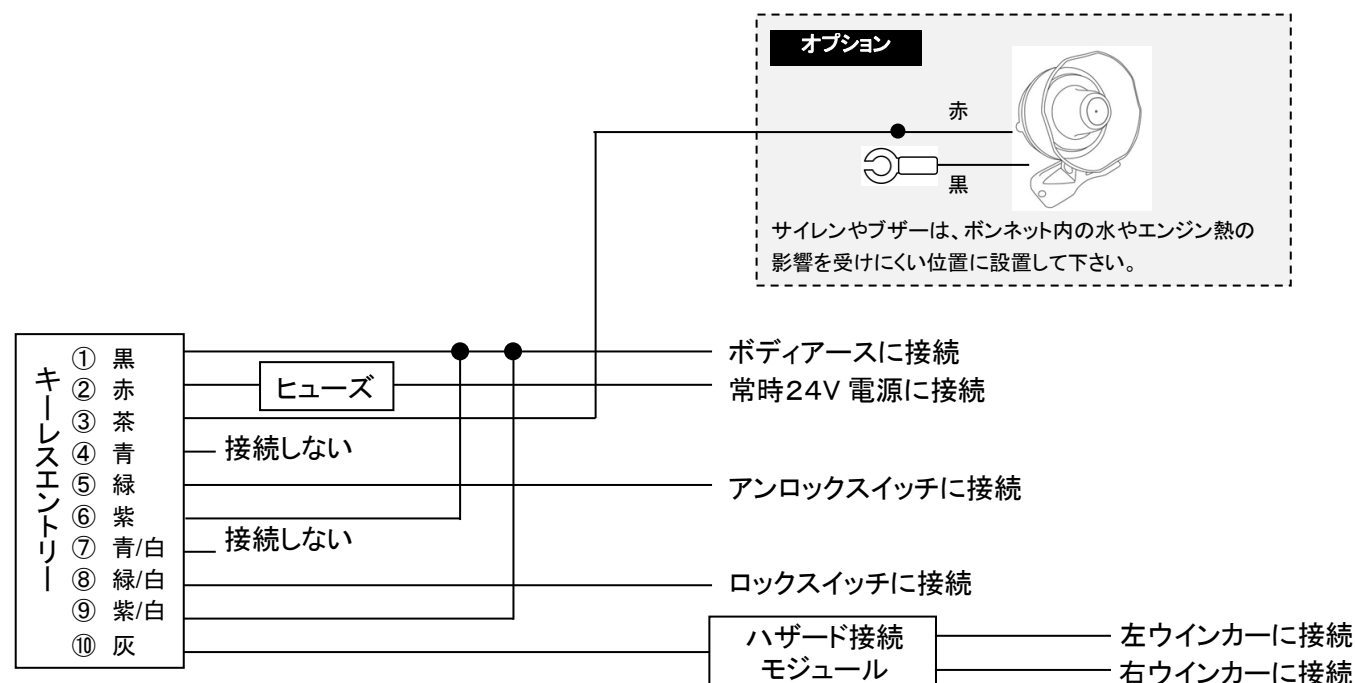 オプション
赤
黒
サイレンやブザーは、ボンネット内の水やエンジン熱の
影響を受けにくい位置に設置して下さい。
キーレスエントリー
① 黒
② 赤
③ 茶
④ 青
⑤ 緑
⑥ 紫
⑦ 青/白
⑧ 緑/白
⑨ 紫/白
⑩ 灰
ヒューズ
接続しない
接続しない
ボディアースに接続
常時24V 電源に接続
アンロックスイッチに接続
ロックスイッチに接続
ハザード接続
モジュール
左ウインカーに接続
右ウインカーに接続